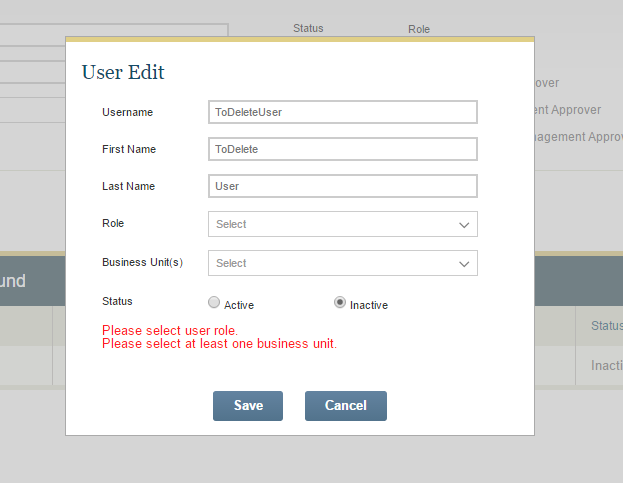 Status Role
over
ent Approver
nagement Approv
User Edit
Username ToDeleteUser
First Name ToDelete
Last Name User
Role Select
Business Unit(s) Select
Status Active Inactive
Please select user role.
Please select at least one business unit.
Save Cancel
und
Status
Inacti